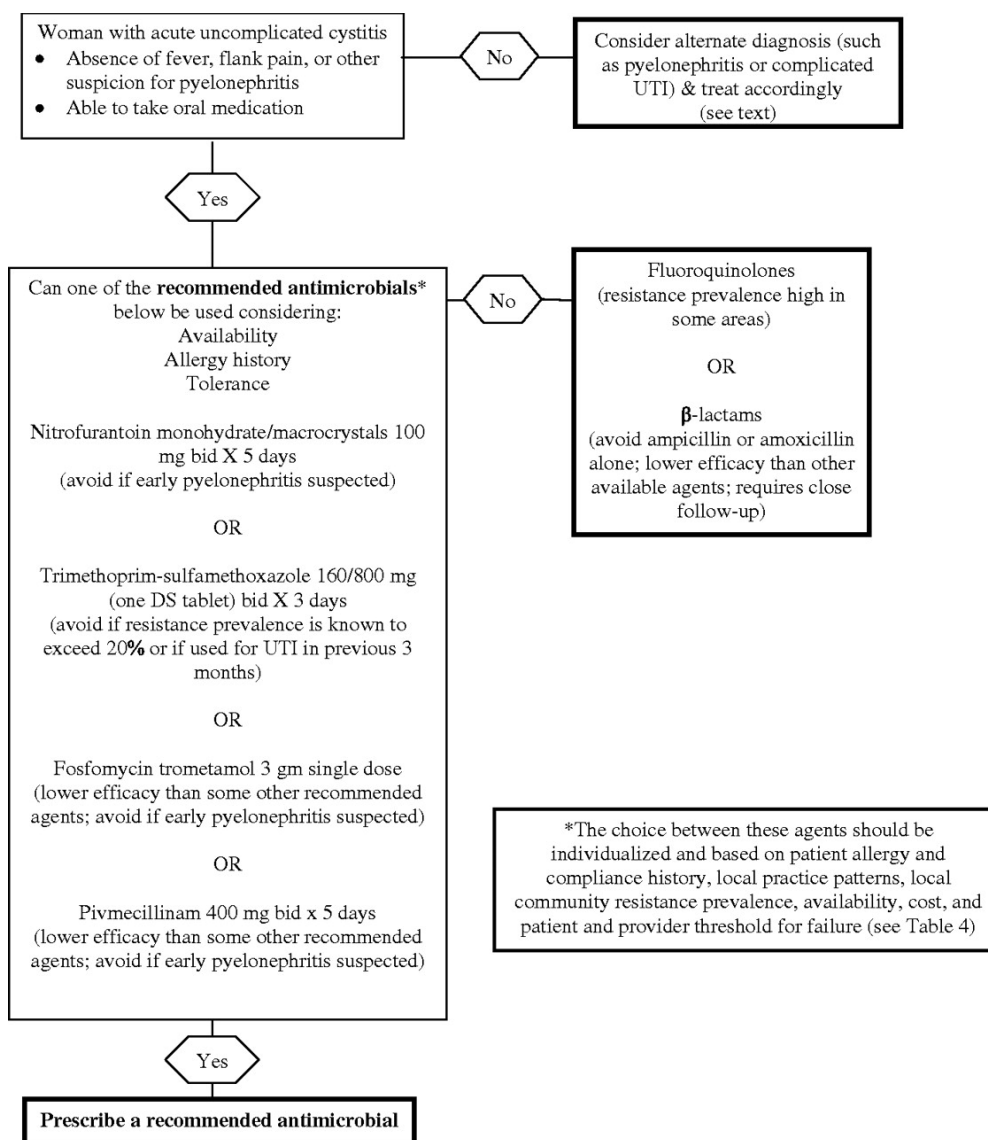 Woman with acute uncomplicated cystitis
• Absence of fever, flank pain, or other
suspicion for pyelonephritis
• Able to take oral medication
No
Consider alternate diagnosis (such
as pyelonephritis or complicated
UTI) & treat accordingly
(see text)
Yes
Can one of the recommended antimicrobials*
below be used considering:
Availability
Allergy history
Tolerance
Nitrofurantoin monohydrate/macrocrystals 100
mg bid X 5 days
(avoid if early pyelonephritis suspected)
OR
Trimethoprim-sulfamethoxazole 160/800 mg
(one DS tablet) bid X 3 days
(avoid if resistance prevalence is known to
exceed 20% or if used for UTI in previous 3
months)
OR
Fosfomycin trometamol 3 gm single dose
(lower efficacy than some other recommended
agents; avoid if early pyelonephritis suspected)
OR
Pivmecillinam 400 mg bid x 5 days
(lower efficacy than some other recommended
agents; avoid if early pyelonephritis suspected)
No
Fluoroquinolones
(resistance prevalence high in
some areas)
OR
β-lactams
(avoid ampicillin or amoxicillin
alone; lower efficacy than other
available agents; requires close
follow-up)
*The choice between these agents should be
individualized and based on patient allergy and
compliance history, local practice patterns, local
community resistance prevalence, availability, cost, and
patient and provider threshold for failure (see Table 4)
Yes
Prescribe a recommended antimicrobial